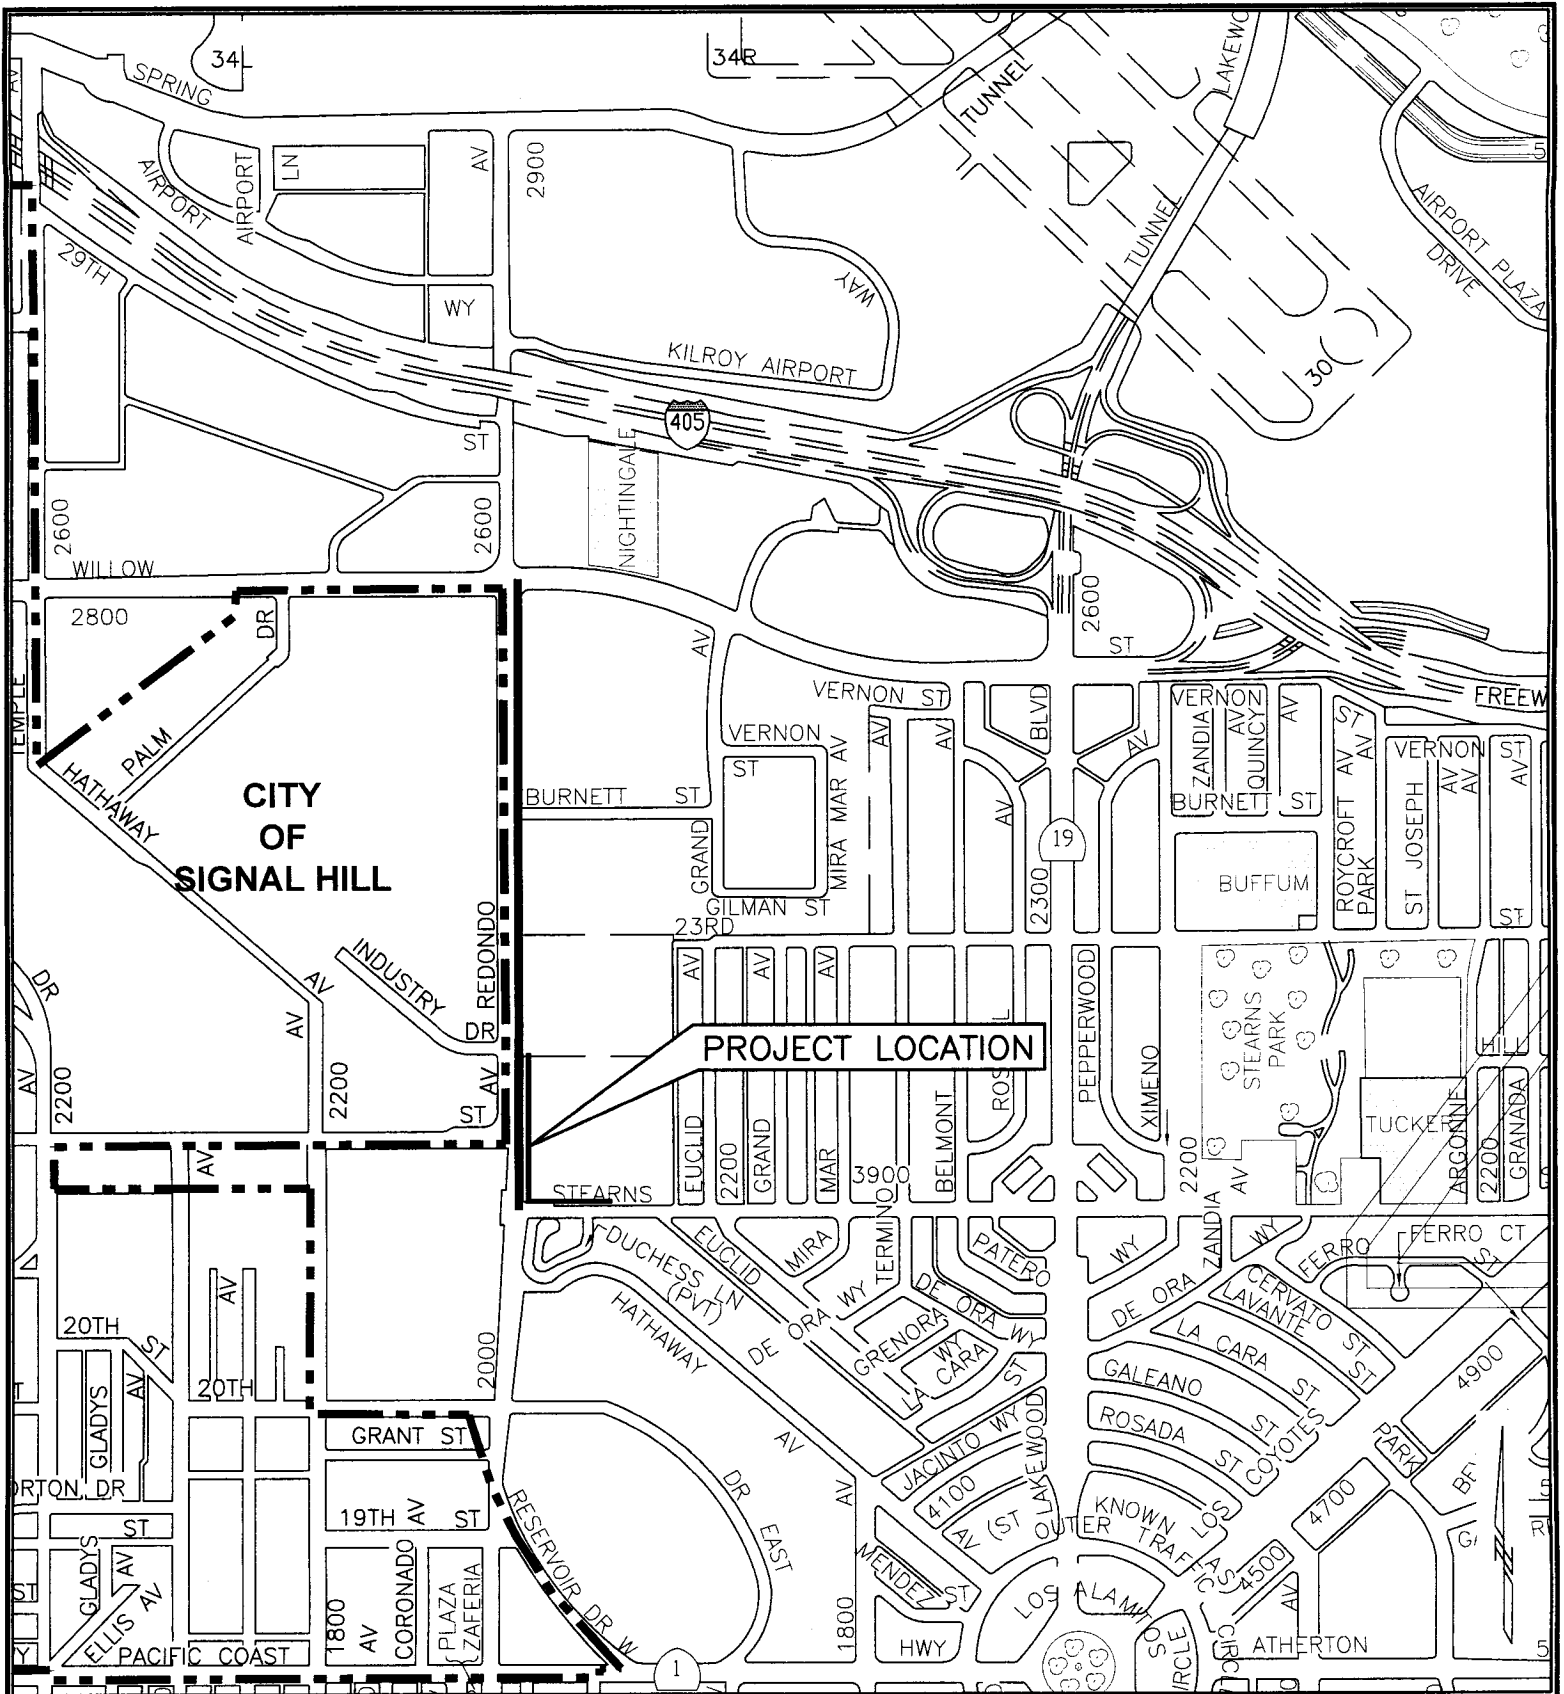 34L
34R
SPRING
TUNNEL
LAKEWO
AV
AIRPORT
AIRPORT
LN
AV
2900
TUNNEL
AIRPORT PLAZA
DRIVE
29TH
WY
WAY
KILROY AIRPORT
30
405
ST
NIGHTINGALE
2600
2600
WILLOW
2800
DR
AV
2600
ST
TEMPLE
PALM
HATHAWAY
VERNON ST
BLVD
VERNON
FREEW
VERNON
ST
AV
AV
AV
ZANDIA
AV
QUINCY
AV
ST
AV
VERNON ST
AV
AV
AV
CITY
OF
SIGNAL HILL
BURNETT ST
MIRA MAR AV
AV
BURNETT ST
ROYCROFT AV
PARK
ST JOSEPH
19
GRAND
2300
BUFFUM
GILMAN ST
23RD
ST
REDONDO
INDUSTRY
DR
AV
AV
DR
AV
AV
AV
PEPPERWOOD
STEARNS
PARK
PROJECT LOCATION
HILL
AV
2200
2200
AV
ST
XIMENO
BELMONT
EUCLID
2200
GRAND
MAR
3900
2200
AV
TUCKER
ARGONNE
2200
GRANADA
AV
STEARNS
TERMINO
ZANDIA
DUCHESS LN
(PVT)
EUCLID
MIRA
PATERO
WY
WY
FERRO
FERRO CT
ST
HATHAWAY
DE ORA WY
DE ORA WY
DE ORA
CERVATO ST
LAVANTE ST
AV
20TH
ST
2000
GRENORA
WY
LA CARA
ST
LA CARA ST
GALEANO ST
4900
20TH
AV
GLADYS
GRANT ST
AV
JACINTO WY
LAKEWOOD
ROSADA ST
COYOTES
PARK
ORTON DR
ST
19TH AV ST
RESERVOIR DR W
DR
EAST
AV
4100
AV
(ST
OUTER
KNOWN
TRAFFIC
LOS
4700
GLADYS
AV
ELLIS AV
MENDEZ ST
LOS ALAMITOS
CIRCLE
LAS
4500
AV
ST
1800
AV
CORONADO
(PLAZA
ZAFERIA
1800
HWY
ATHERTON
PACIFIC COAST
1